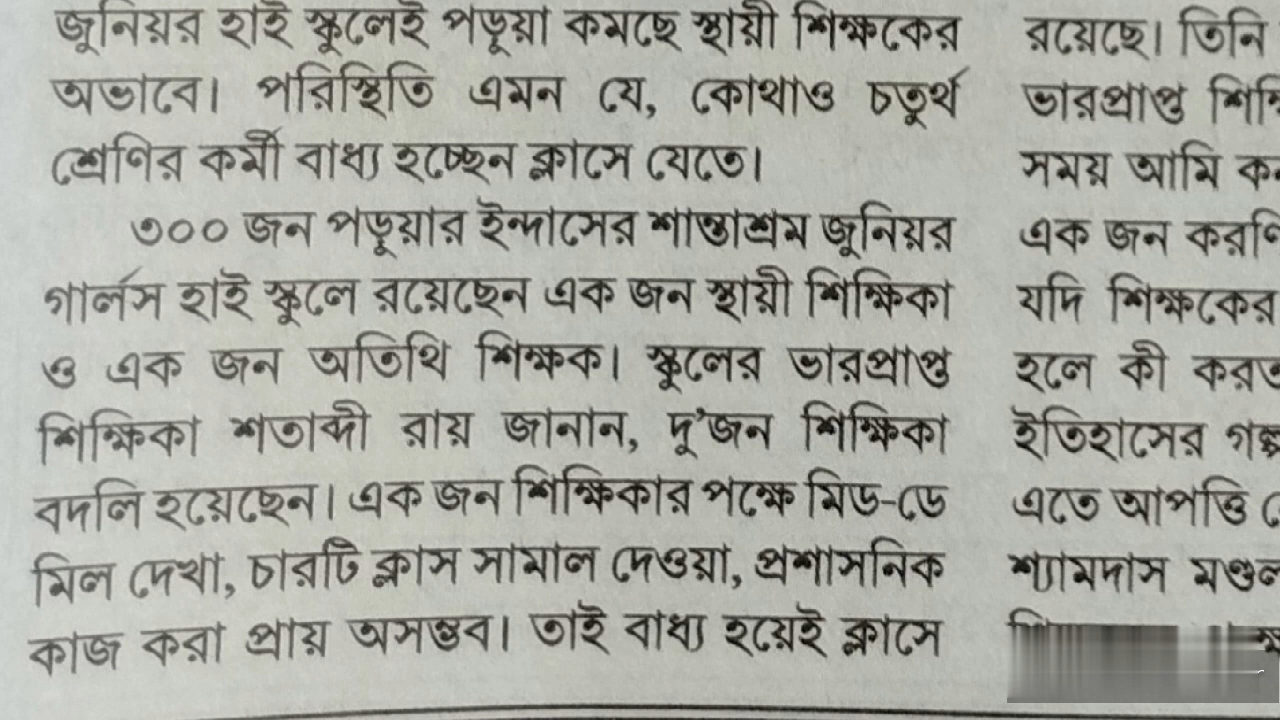 জুনিয়র হাই স্কুলেই পড়ুয়া কমছে স্থায়ী শিক্ষকের
অভাবে। পরিস্থিতি এমন যে, কোথাও চতুর্থ
শ্রেণির কর্মী বাধ্য হচ্ছেন ক্লাসে যেতে।
৩০০ জন পড়ুয়ার ইন্দাসের শান্তাশ্রম জুনিয়র
গার্লস হাই স্কুলে রয়েছেন এক জন স্থায়ী শিক্ষিকা
ও এক জন অতিথি শিক্ষক। স্কুলের ভারপ্রাপ্ত
শিক্ষিকা শতাব্দী রায় জানান, দু’জন শিক্ষিকা
বদলি হয়েছেন। এক জন শিক্ষিকার পক্ষে মিড-ডে
মিল দেখা, চারটি ক্লাস সামাল দেওয়া, প্রশাসনিক
কাজ করা প্রায় অসম্ভব। তাই বাধ্য হয়েই ক্লাসে
রয়েছে। তিনি
ভারপ্রাপ্ত
সময় আমি
এক জন
যদি শিক্ষকের
হলে কী
ইতিহাসের
এতে আপত্তি
শ্যামদাস